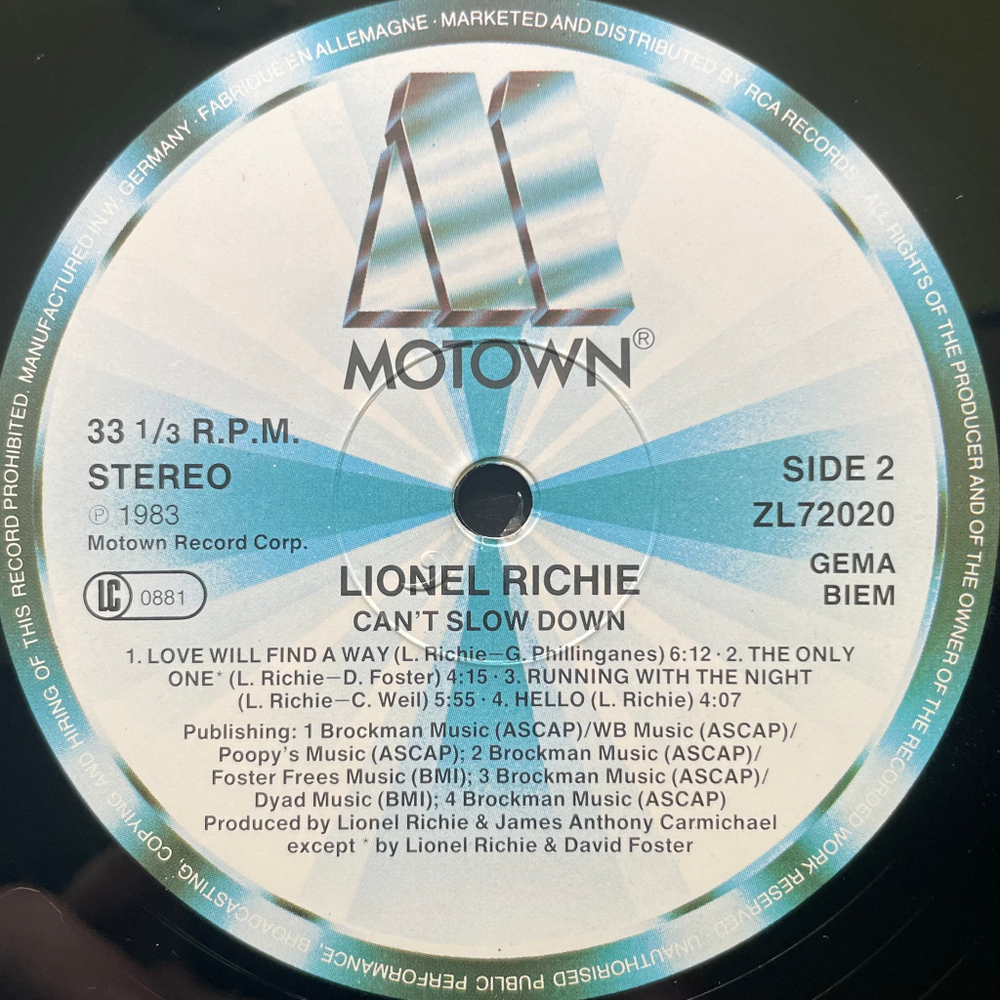 MANUFACTURED IN W. GERMANY · FABRIQUÉ EN ALLEMAGNE · MARKETED AND DISTRIBUTED BY RCA RECORDS · ALL RIGHTS OF THE PRODUCER AND OF THE OWNER OF THE RECORDED WORK RESERVED. UNAUTHORISED PUBLIC PERFORMANCE, BROADCASTING, COPYING AND HIRING OF THIS RECORD PROHIBITED.
MOTOWN®
33 1/3 R.P.M.
STEREO
℗ 1983
Motown Record Corp.
LC 0881
SIDE 2
ZL72020
GEMA
BIEM
LIONEL RICHIE
CAN'T SLOW DOWN
1. LOVE WILL FIND A WAY (L. Richie—G. Phillinganes) 6:12 · 2. THE ONLY
ONE* (L. Richie—D. Foster) 4:15 · 3. RUNNING WITH THE NIGHT
(L. Richie—C. Weil) 5:55 · 4. HELLO (L. Richie) 4:07
Publishing: 1 Brockman Music (ASCAP)/WB Music (ASCAP)/
Poopy's Music (ASCAP); 2 Brockman Music (ASCAP)/
Foster Frees Music (BMI); 3 Brockman Music (ASCAP)/
Dyad Music (BMI); 4 Brockman Music (ASCAP)
Produced by Lionel Richie & James Anthony Carmichael
except * by Lionel Richie & David Foster